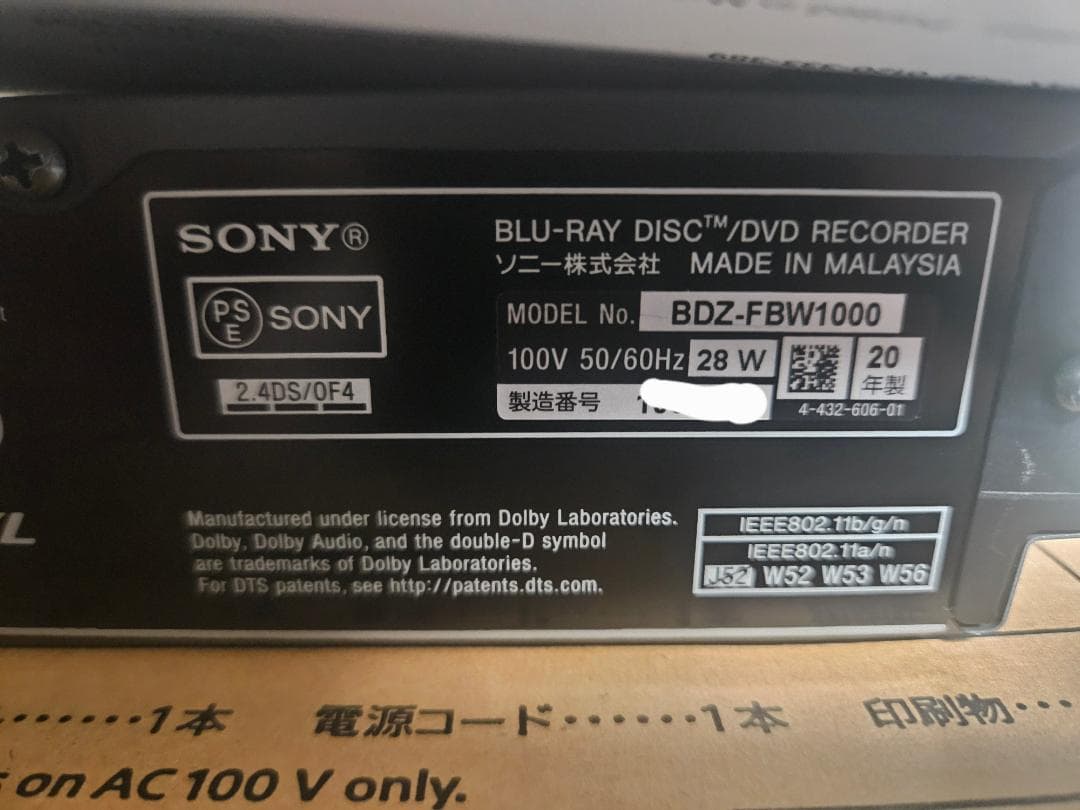 SONY®
BLU-RAY DISC™/DVD RECORDER
ソニー株式会社 MADE IN MALAYSIA
PSE SONY
MODEL No. BDZ-FBW1000
100V 50/60Hz 28 W
20
年製
2.4DS/OF4
製造番号
4-432-606-01
Manufactured under license from Dolby Laboratories.
Dolby, Dolby Audio, and the double-D symbol
are trademarks of Dolby Laboratories.
For DTS patents, see http://patents.dts.com.
IEEE802.11b/g/n
IEEE802.11a/n
J52 W52 W53 W56
······1本 電源コード······1本 印刷物···
on AC 100 V only.